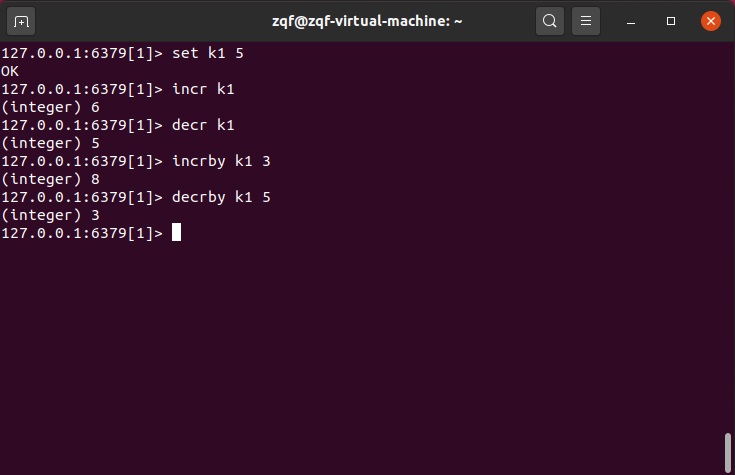 zqf@zqf-virtual-machine: ~
127.0.0.1:6379[1]> set k1 5
OK
127.0.0.1:6379[1]> incr k1
(integer) 6
127.0.0.1:6379[1]> decr k1
(integer) 5
127.0.0.1:6379[1]> incrby k1 3
(integer) 8
127.0.0.1:6379[1]> decrby k1 5
(integer) 3
127.0.0.1:6379[1]>